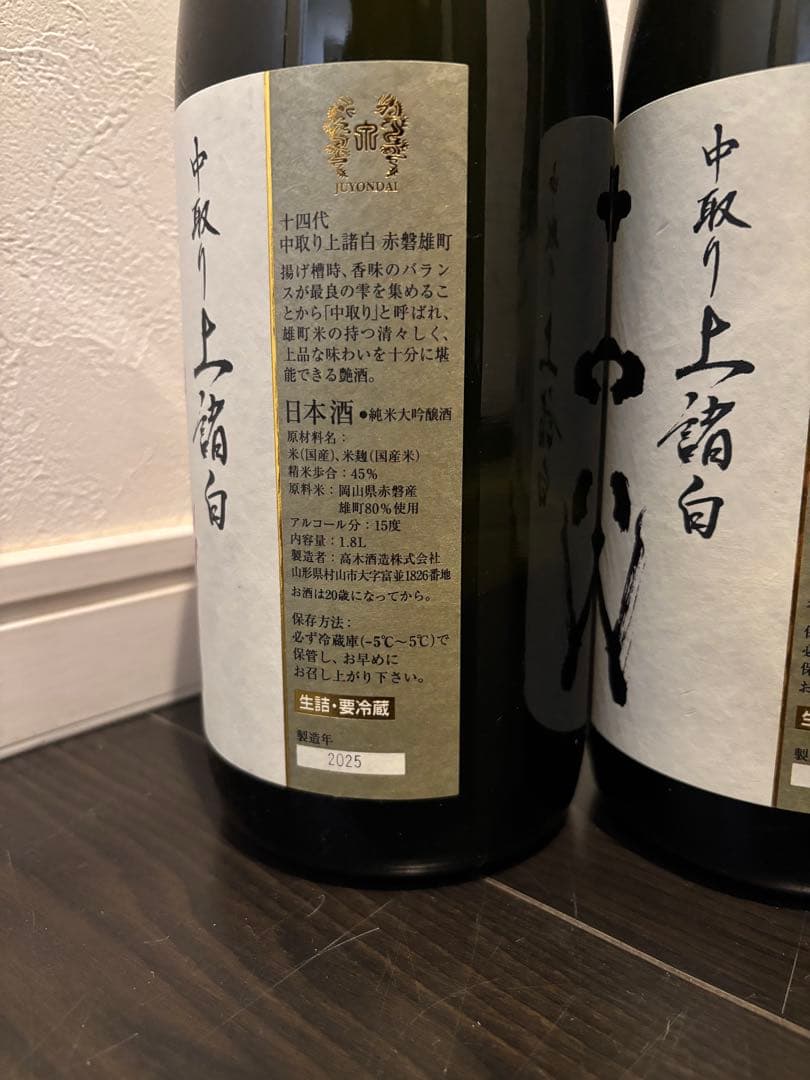 中取り上諸白
JUYONDAI
十四代
中取り上諸白 赤磐雄町
揚げ槽時、香味のバラン
スが最良の雫を集めるこ
とから「中取り」と呼ばれ、
雄町米の持つ清々しく、
上品な味わいを十分に堪
能できる艶酒。
日本酒 ●純米大吟醸酒
原材料名：
米(国産)、米麹(国産米)
精米歩合：45%
原料米：岡山県赤磐産
雄町80%使用
アルコール分：15度
内容量：1.8L
製造者：高木酒造株式会社
山形県村山市大字富並1826番地
お酒は20歳になってから。
保存方法：
必ず冷蔵庫(-5℃～5℃)で
保管し、お早めに
お召し上がり下さい。
生詰・要冷蔵
製造年
2025
中取り上諸白